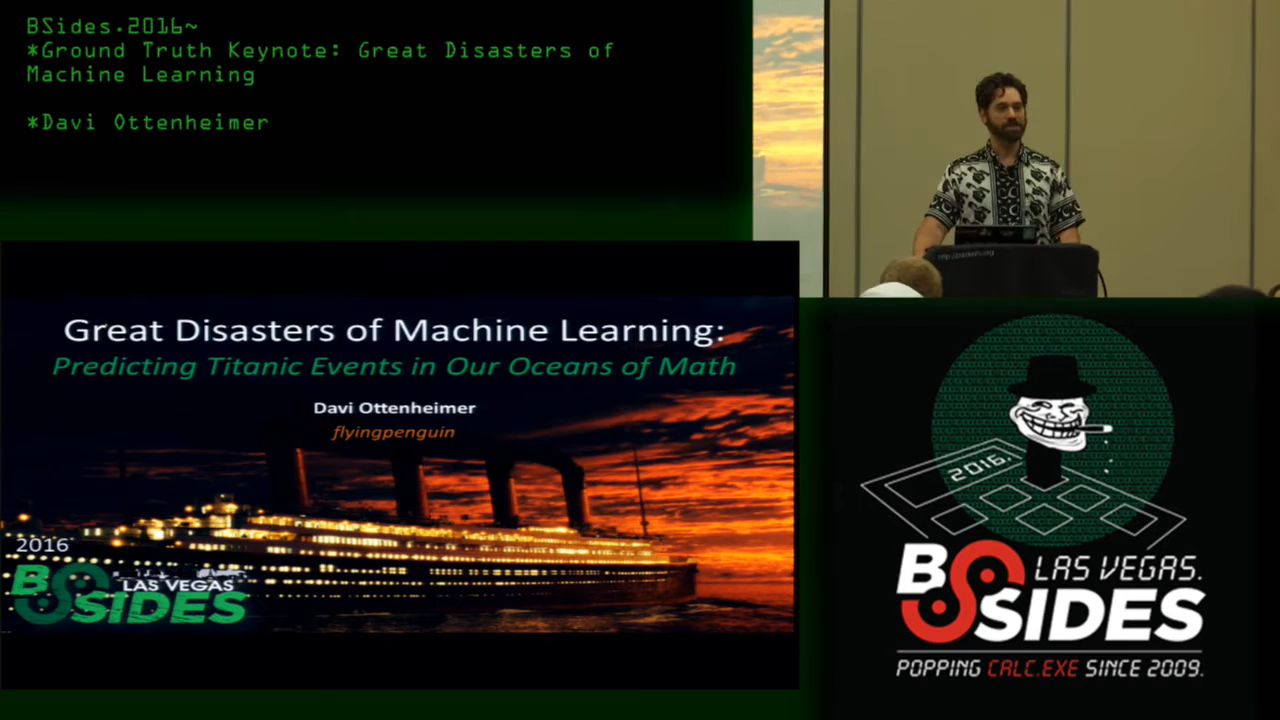 BSides.2016~
*Ground Truth Keynote: Great Disasters of
Machine Learning
*Davi Ottenheimer
Great Disasters of Machine Learning:
Predicting Titanic Events in Our Oceans of Math
Davi Ottenheimer
flyingpenguin
2016
BSIDES
LAS VEGAS
2016.
BSIDES
LAS VEGAS.
POPPING CALC.EXE SINCE 2009.